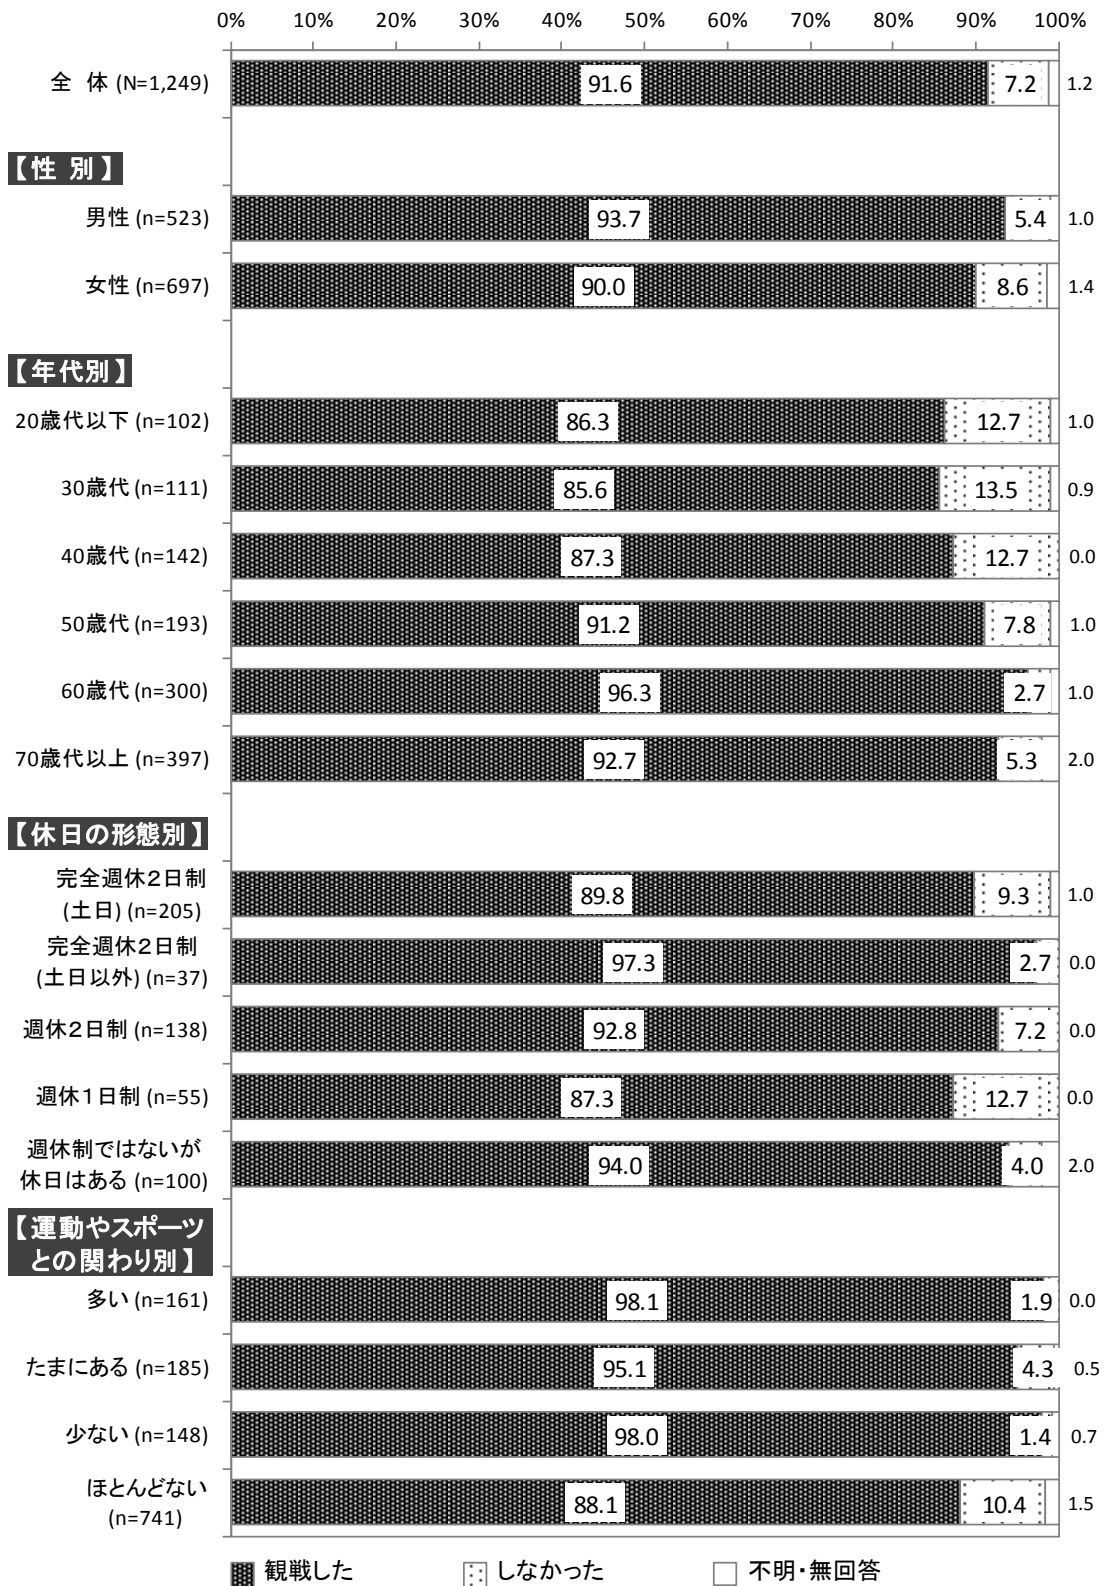 0% 10% 20% 30% 40% 50% 60% 70% 80% 90% 100%
全 体 (N=1,249) 91.6 7.2 1.2
【性 別】
男性 (n=523) 93.7 5.4 1.0
女性 (n=697) 90.0 8.6 1.4
【年代別】
20歳代以下 (n=102) 86.3 12.7 1.0
30歳代 (n=111) 85.6 13.5 0.9
40歳代 (n=142) 87.3 12.7 0.0
50歳代 (n=193) 91.2 7.8 1.0
60歳代 (n=300) 96.3 2.7 1.0
70歳代以上 (n=397) 92.7 5.3 2.0
【休日の形態別】
完全週休2日制
(土日) (n=205) 89.8 9.3 1.0
完全週休2日制
(土日以外) (n=37) 97.3 2.7 0.0
週休2日制 (n=138) 92.8 7.2 0.0
週休1日制 (n=55) 87.3 12.7 0.0
週休制ではないが
休日はある (n=100) 94.0 4.0 2.0
【運動やスポーツ
との関わり別】
多い (n=161) 98.1 1.9 0.0
たまにある (n=185) 95.1 4.3 0.5
少ない (n=148) 98.0 1.4 0.7
ほとんどない
(n=741) 88.1 10.4 1.5
観戦した しなかった 不明・無回答